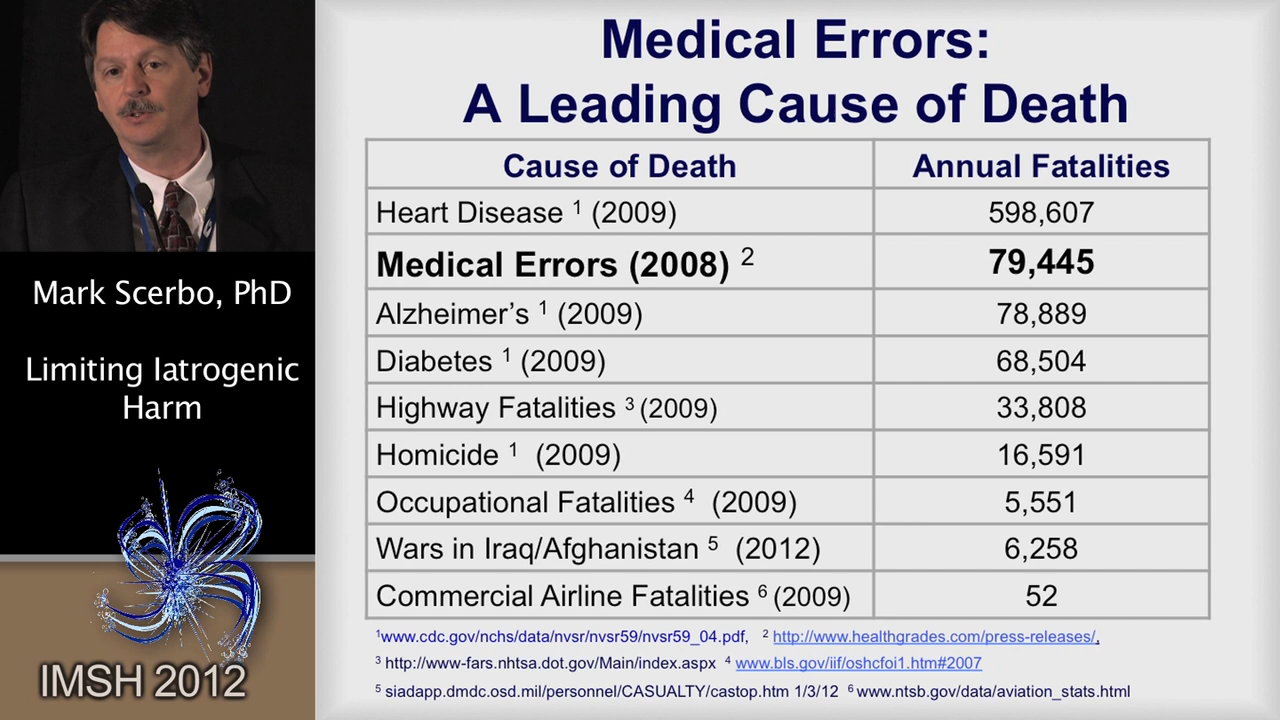 Medical Errors:
A Leading Cause of Death
Cause of Death Annual Fatalities
Heart Disease 1 (2009) 598,607
Medical Errors (2008) 2 79,445
Alzheimer’s 1 (2009) 78,889
Diabetes 1 (2009) 68,504
Highway Fatalities 3 (2009) 33,808
Homicide 1 (2009) 16,591
Occupational Fatalities 4 (2009) 5,551
Wars in Iraq/Afghanistan 5 (2012) 6,258
Commercial Airline Fatalities 6 (2009) 52
1www.cdc.gov/nchs/data/nvsr/nvsr59/nvsr59_04.pdf, 2 http://www.healthgrades.com/press-releases/,
3 http://www-fars.nhtsa.dot.gov/Main/index.aspx 4 www.bls.gov/iif/oshcfoi1.htm#2007
5 siadapp.dmdc.osd.mil/personnel/CASUALTY/castop.htm 1/3/12 6 www.ntsb.gov/data/aviation_stats.html
Mark Scerbo, PhD
Limiting Iatrogenic
Harm
IMSH 2012